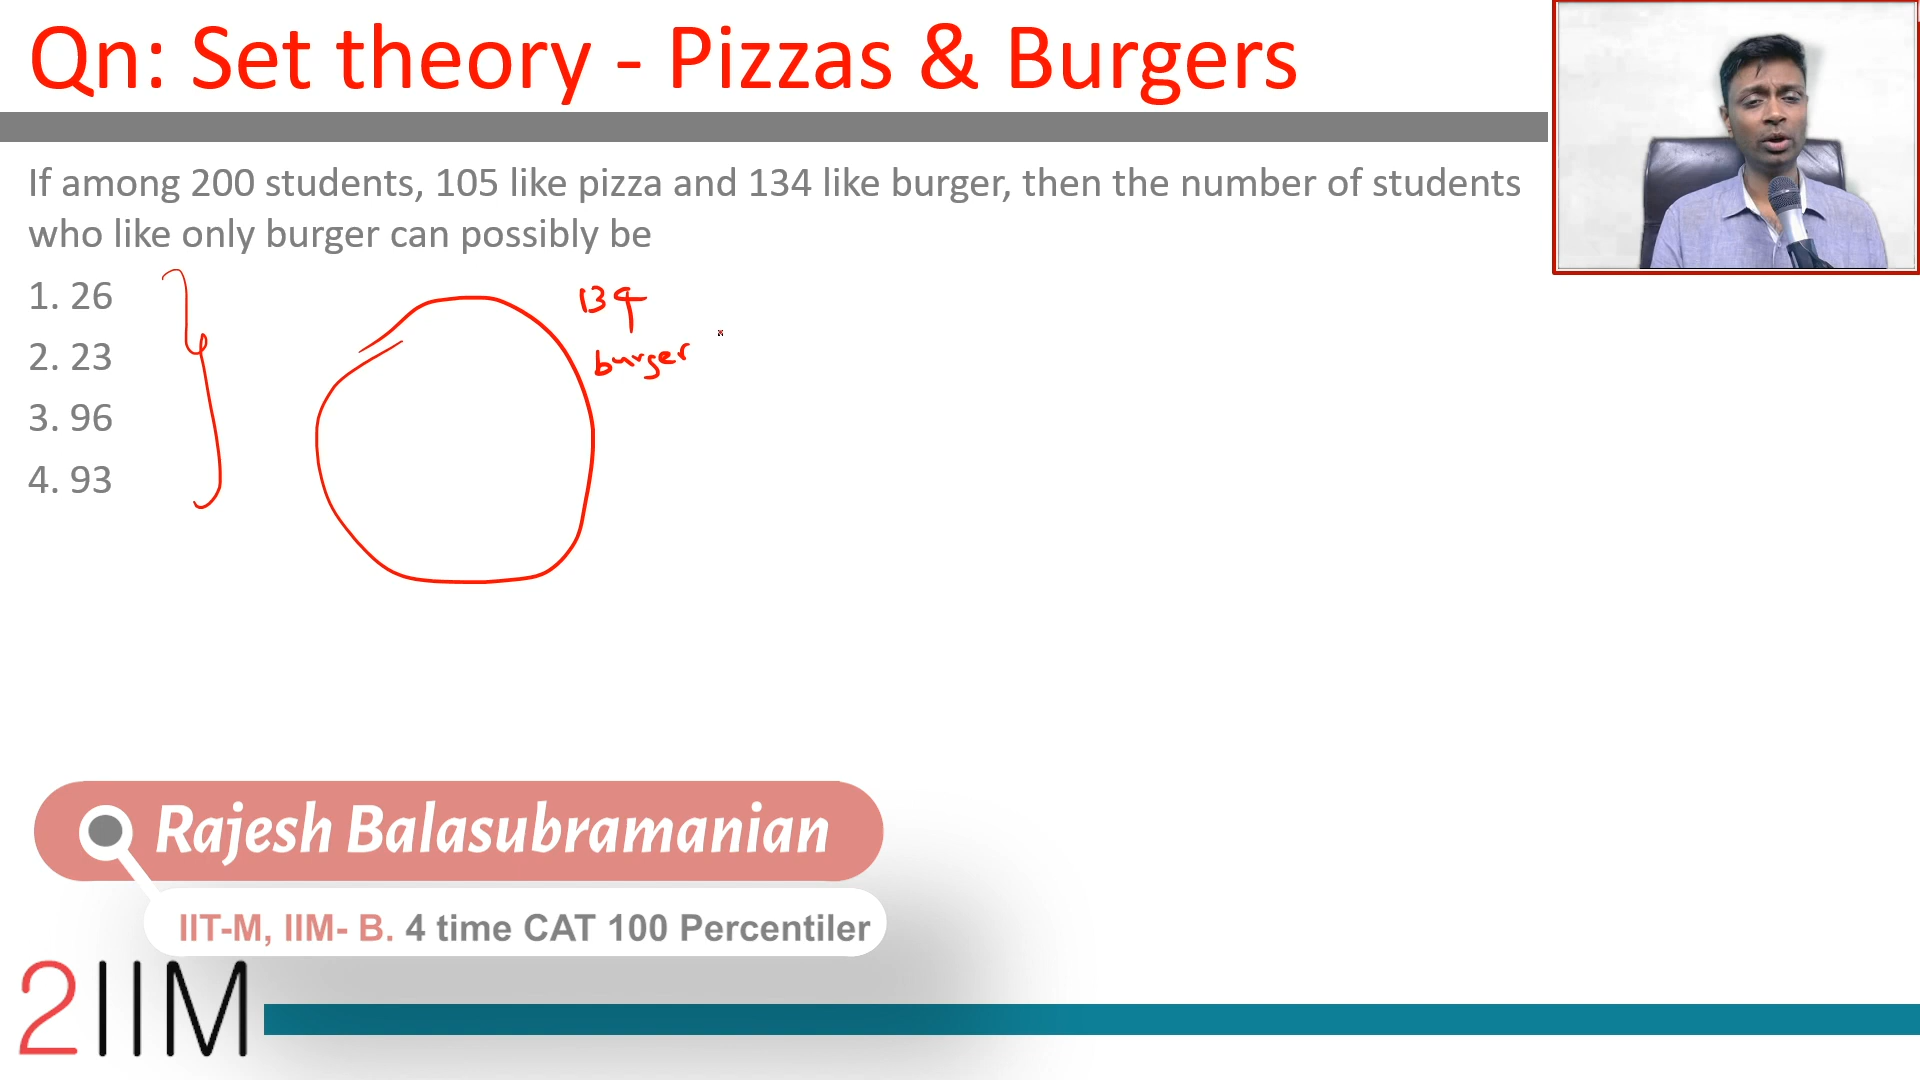 Qn: Set theory - Pizzas & Burgers
If among 200 students, 105 like pizza and 134 like burger, then the number of students
who like only burger can possibly be
1. 26
2. 23
3. 96
4. 93
134
burger
Rajesh Balasubramanian
IIT-M, IIM- B. 4 time CAT 100 Percentiler
2IIM